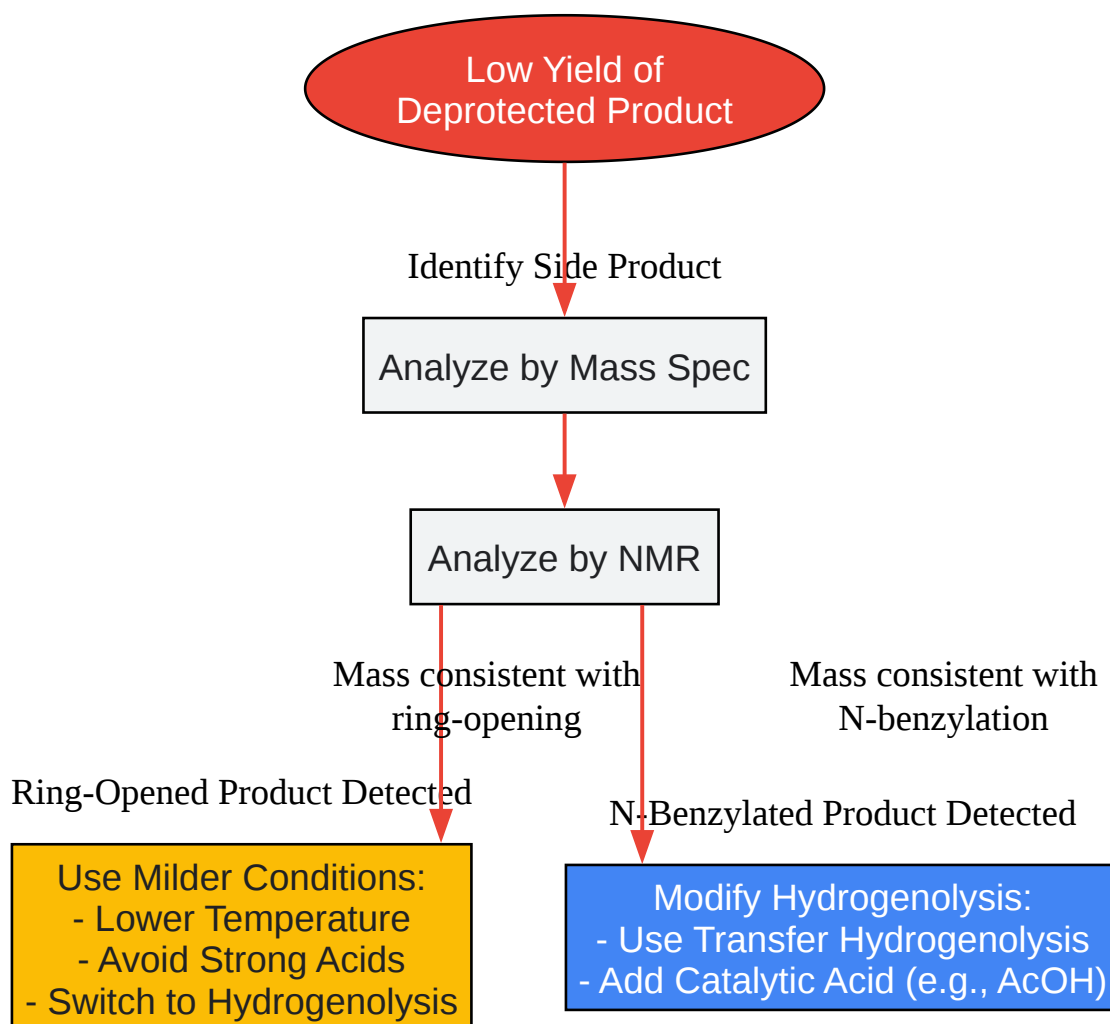 Low Yield of
Deprotected Product
Identify Side Product
Analyze by Mass Spec
Analyze by NMR
Mass consistent with
ring-opening
Mass consistent with
N-benzylation
Ring-Opened Product Detected
N-Benzylated Product Detected
Use Milder Conditions:
- Lower Temperature
- Avoid Strong Acids
- Switch to Hydrogenolysis
Modify Hydrogenolysis:
- Use Transfer Hydrogenolysis
- Add Catalytic Acid (e.g., AcOH)